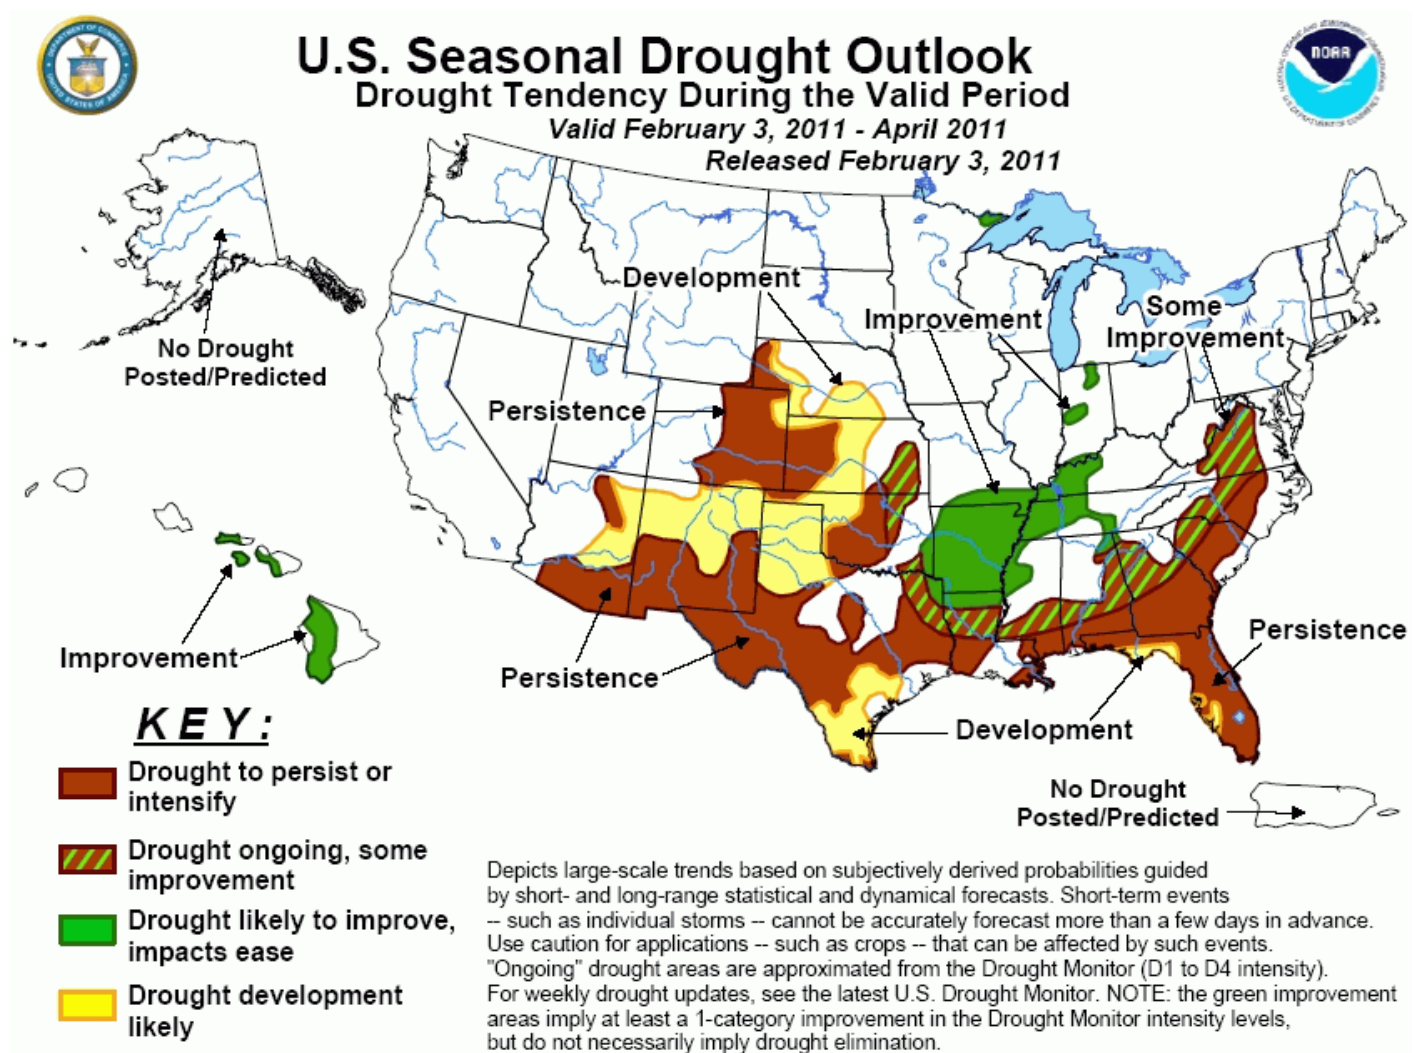 U.S. Seasonal Drought Outlook
Drought Tendency During the Valid Period
Valid February 3, 2011 - April 2011
Released February 3, 2011
DEPARTMENT OF COMMERCE
UNITED STATES OF AMERICA
NOAA
No Drought
Posted/Predicted
Development
Improvement
Some
Improvement
Persistence
Improvement
Persistence
Persistence
Development
No Drought
Posted/Predicted
KEY:
Drought to persist or
intensify
Drought ongoing, some
improvement
Drought likely to improve,
impacts ease
Drought development
likely
Depicts large-scale trends based on subjectively derived probabilities guided
by short- and long-range statistical and dynamical forecasts. Short-term events
-- such as individual storms -- cannot be accurately forecast more than a few days in advance.
Use caution for applications -- such as crops -- that can be affected by such events.
"Ongoing" drought areas are approximated from the Drought Monitor (D1 to D4 intensity).
For weekly drought updates, see the latest U.S. Drought Monitor. NOTE: the green improvement
areas imply at least a 1-category improvement in the Drought Monitor intensity levels,
but do not necessarily imply drought elimination.